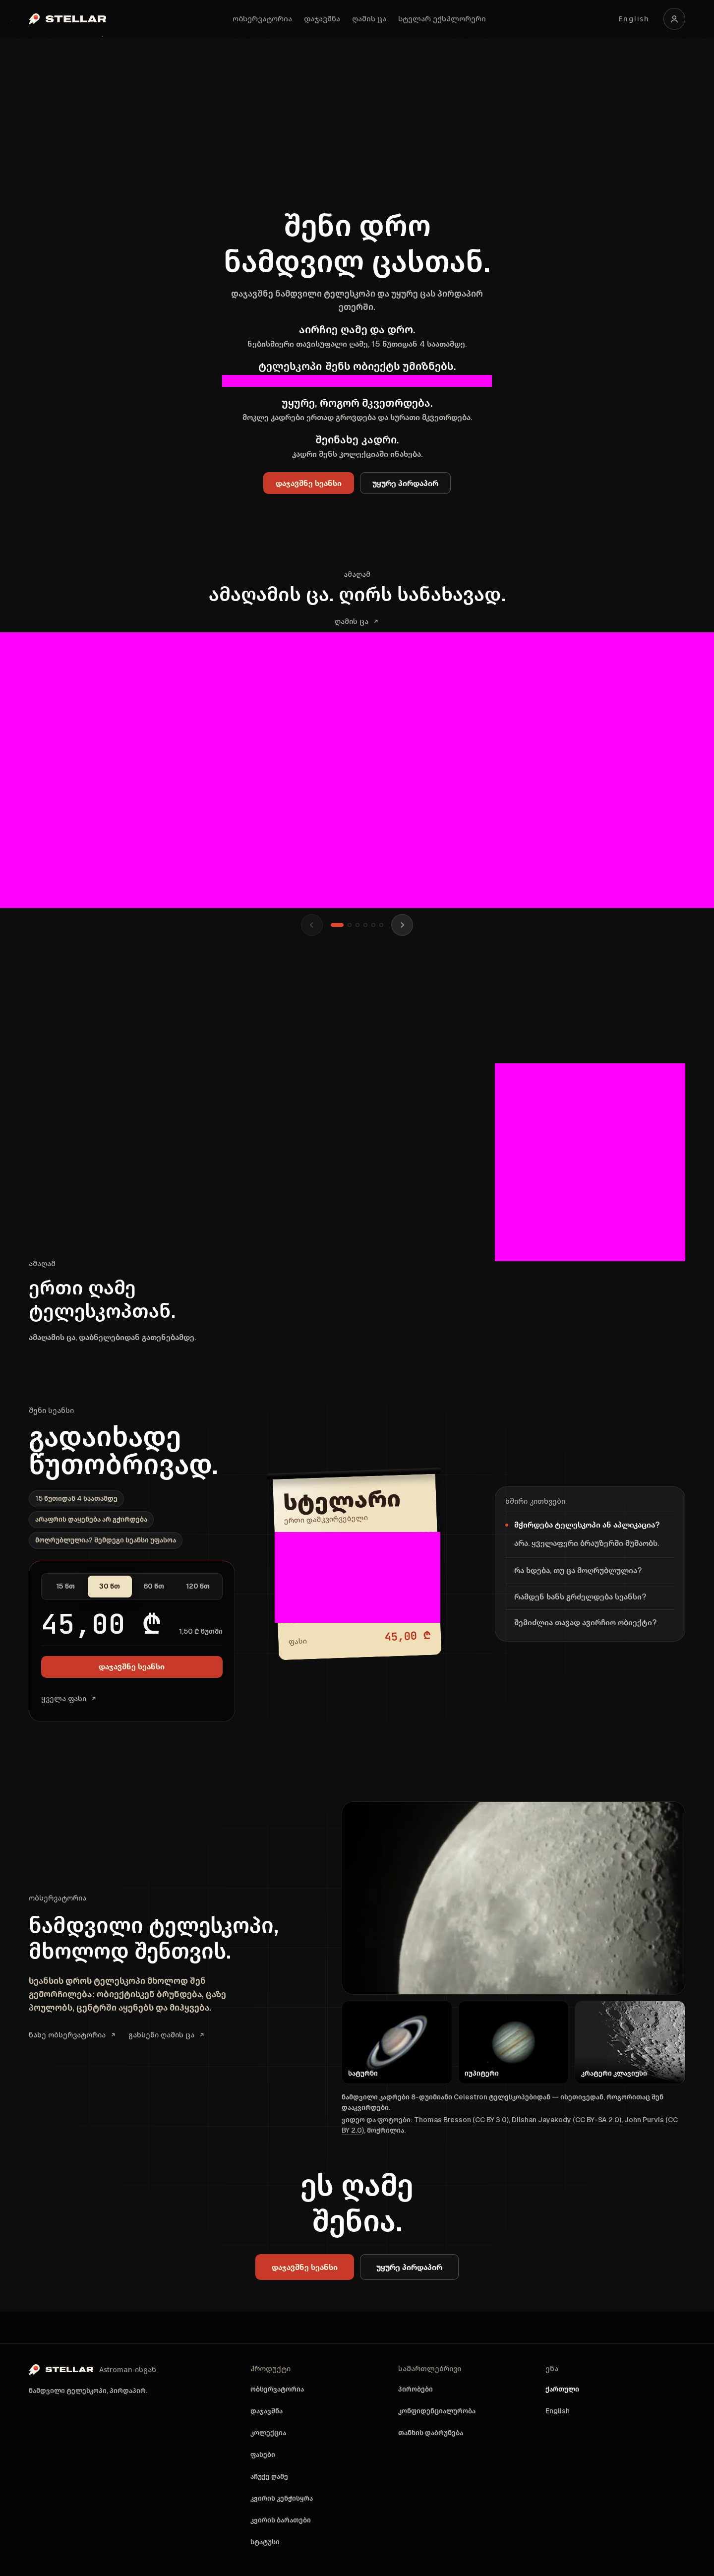 STELLAR
ობსერვატორია
დაჯავშნა
ღამის ცა
სტელარ ექსპლორერი
English
შენი დრო
ნამდვილ ცასთან.
დაჯავშნე ნამდვილი ტელესკოპი და უყურე ცას პირდაპირ
ეთერში.
აირჩიე ღამე და დრო.
ნებისმიერი თავისუფალი ღამე, 15 წუთიდან 4 საათამდე.
ტელესკოპი შენს ობიექტს უმიზნებს.
უყურე, როგორ მკვეთრდება.
მოკლე კადრები ერთად გროვდება და სურათი მკვეთრდება.
შეინახე კადრი.
კადრი შენს კოლექციაში ინახება.
დაჯავშნე სეანსი
უყურე პირდაპირ
ამაღამ
ამაღამის ცა. ღირს სანახავად.
ღამის ცა ↗
ამაღამ
ერთი ღამე
ტელესკოპთან.
ამაღამის ცა, დაბნელებიდან გათენებამდე.
შენი სეანსი
გადაიხადე
წუთობრივად.
15 წუთიდან 4 საათამდე
არაფრის დაყენება არ გჭირდება
მოღრუბლულია? შემდეგი სეანსი უფასოა
15 წთ
30 წთ
60 წთ
120 წთ
45,00 ₾
1,50 ₾ წუთში
დაჯავშნე სეანსი
ყველა ფასი ↗
სტელარი
ერთი დამკვირვებელი
ფასი
45,00 ₾
ხშირი კითხვები
მჭირდება ტელესკოპი ან აპლიკაცია?
არა. ყველაფერი ბრაუზერში მუშაობს.
რა ხდება, თუ ცა მოღრუბლულია?
რამდენ ხანს გრძელდება სეანსი?
შემიძლია თავად ავირჩიო ობიექტი?
ობსერვატორია
ნამდვილი ტელესკოპი,
მხოლოდ შენთვის.
სეანსის დროს ტელესკოპი მხოლოდ შენ
გემორჩილება: ობიექტისკენ ბრუნდება, ცაზე
პოულობს, ცენტრში აყენებს და მიჰყვება.
ნახე ობსერვატორია ↗
გახსენი ღამის ცა ↗
სატურნი
იუპიტერი
კრატერი კლავიუსი
ნამდვილი კადრები 8-დუიმიანი Celestron ტელესკოპებიდან — ისეთივედან, როგორითაც შენ
დააკვირდები.
ვიდეო და ფოტოები: Thomas Bresson (CC BY 3.0), Dilshan Jayakody (CC BY-SA 2.0), John Purvis (CC
BY 2.0), მოჭრილია.
ეს ღამე
შენია.
დაჯავშნე სეანსი
უყურე პირდაპირ
STELLAR Astroman-ისგან
ნამდვილი ტელესკოპი, პირდაპირ.
პროდუქტი
ობსერვატორია
დაჯავშნა
კოლექცია
ფასები
აჩუქე ღამე
კვირის კენჭისყრა
კვირის ბარათები
სტატუსი
სამართლებრივი
პირობები
კონფიდენციალურობა
თანხის დაბრუნება
ენა
ქართული
English